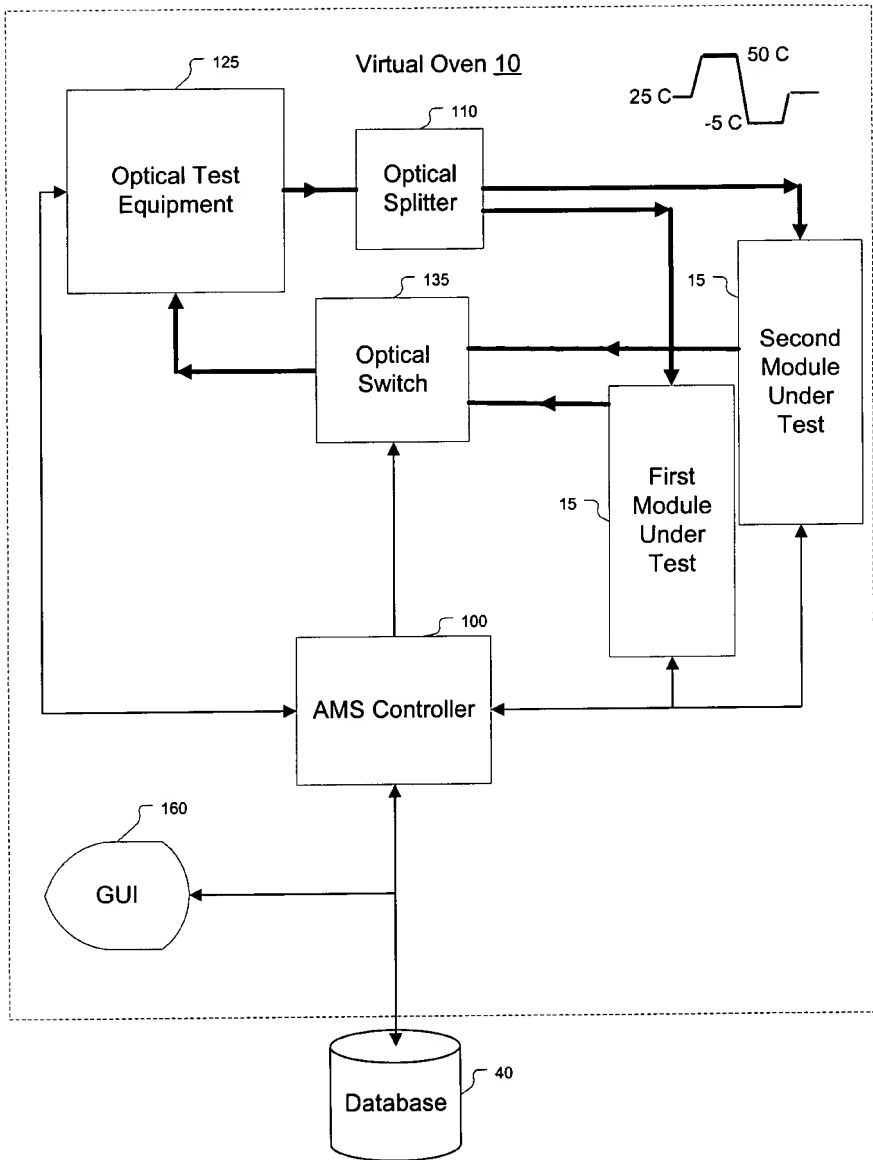 125
Virtual Oven 10
50 C
25 C
-5 C
110
Optical Test
Equipment
Optical
Splitter
135
15
Optical
Switch
Second
Module
Under
Test
15
First
Module
Under
Test
100
AMS Controller
160
GUI
40
Database